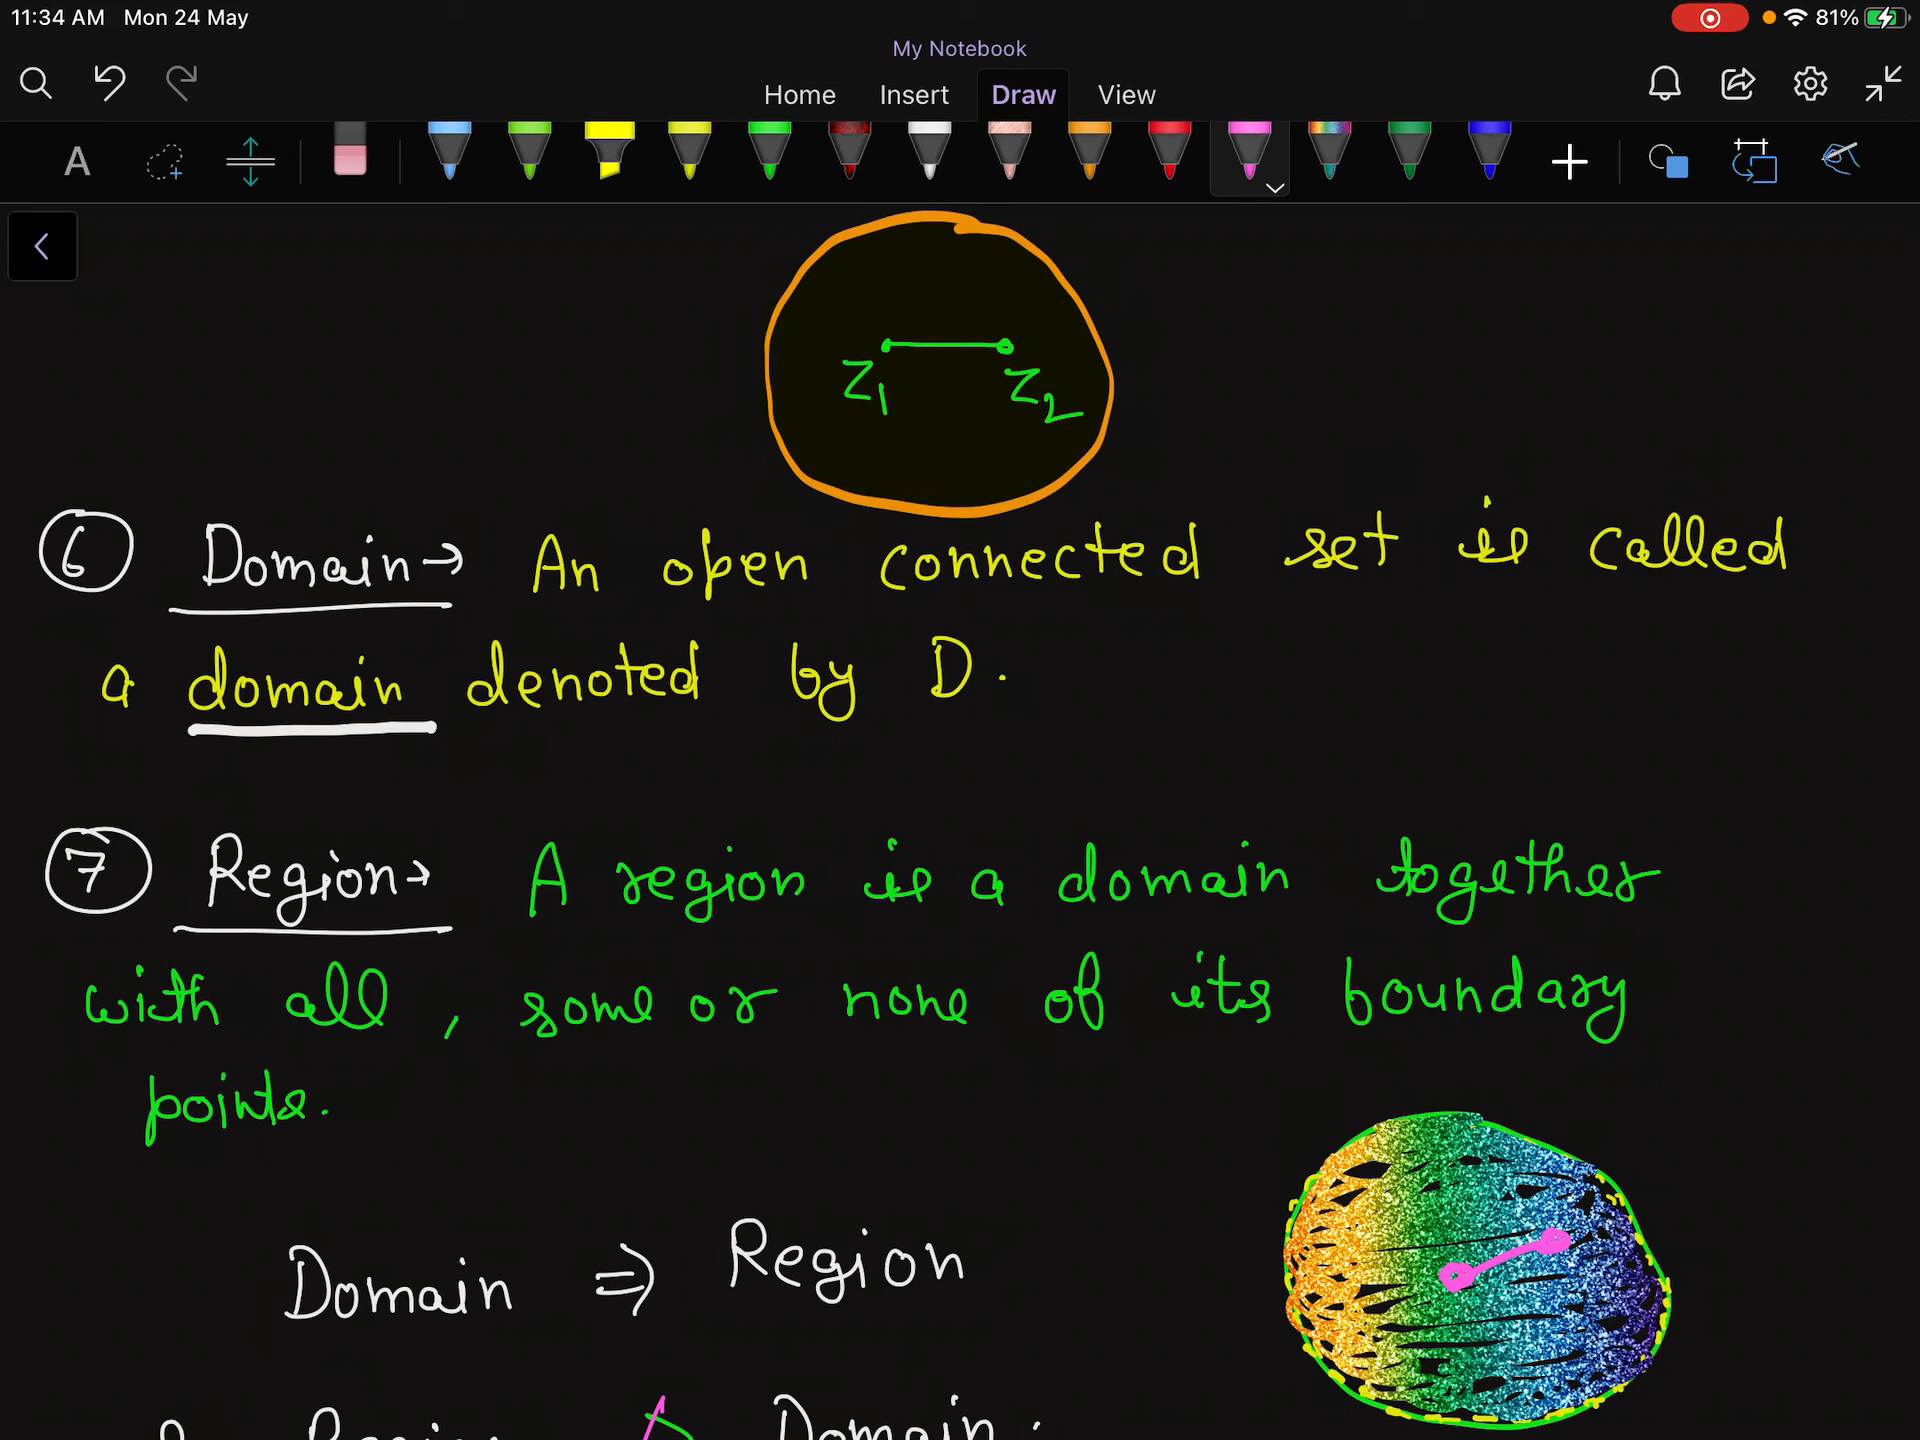 11:34 AM Mon 24 May
81%
My Notebook
Home Insert Draw View
A
Z1 Z2
6 Domain → An open connected set is called
a domain denoted by D.
7 Region → A region is a domain together
with all, some or none of its boundary
points.
Domain ⇒ Region
Region Domain.